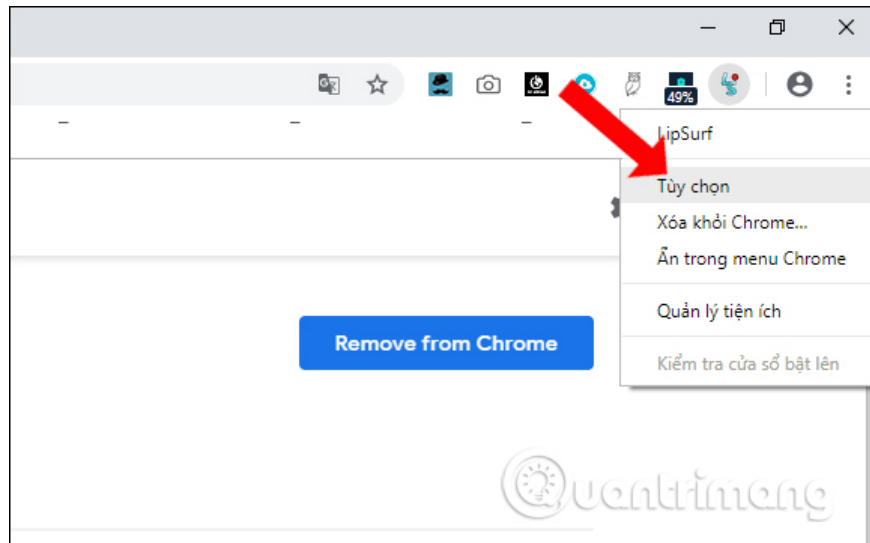 49%
LipSurf
Tùy chọn
Xóa khỏi Chrome...
Ẩn trong menu Chrome
Quản lý tiện ích
Remove from Chrome
Kiểm tra cửa sổ bật lên
Quantrimang